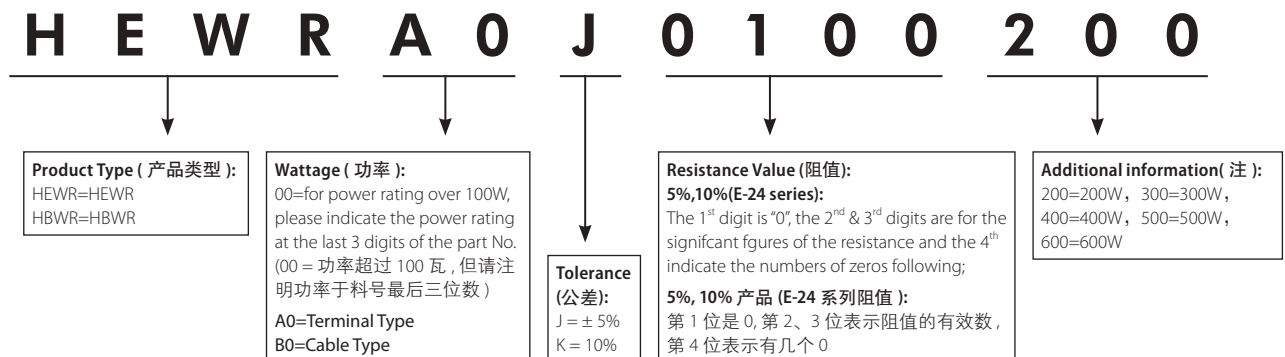 H E W R A 0 J 0 1 0 0 2 0 0
Product Type ( 产品类型 ):
HEWR=HEWR
HBWR=HBWR
Wattage ( 功率 ):
00=for power rating over 100W,
please indicate the power rating
at the last 3 digits of the part No.
(00 = 功率超过 100 瓦 , 但请注
明功率于料号最后三位数 )
A0=Terminal Type
B0=Cable Type
Tolerance
(公差):
J = ± 5%
K = 10%
Resistance Value (阻值):
5%,10%(E-24 series):
The 1st digit is "0", the 2nd & 3rd digits are for the
signifcant fgures of the resistance and the 4th
indicate the numbers of zeros following;
5%, 10% 产品 (E-24 系列阻值 ):
第 1 位是 0, 第 2、3 位表示阻值的有效数 ,
第 4 位表示有几个 0
Additional information( 注 ):
200=200W，300=300W，
400=400W，500=500W，
600=600W